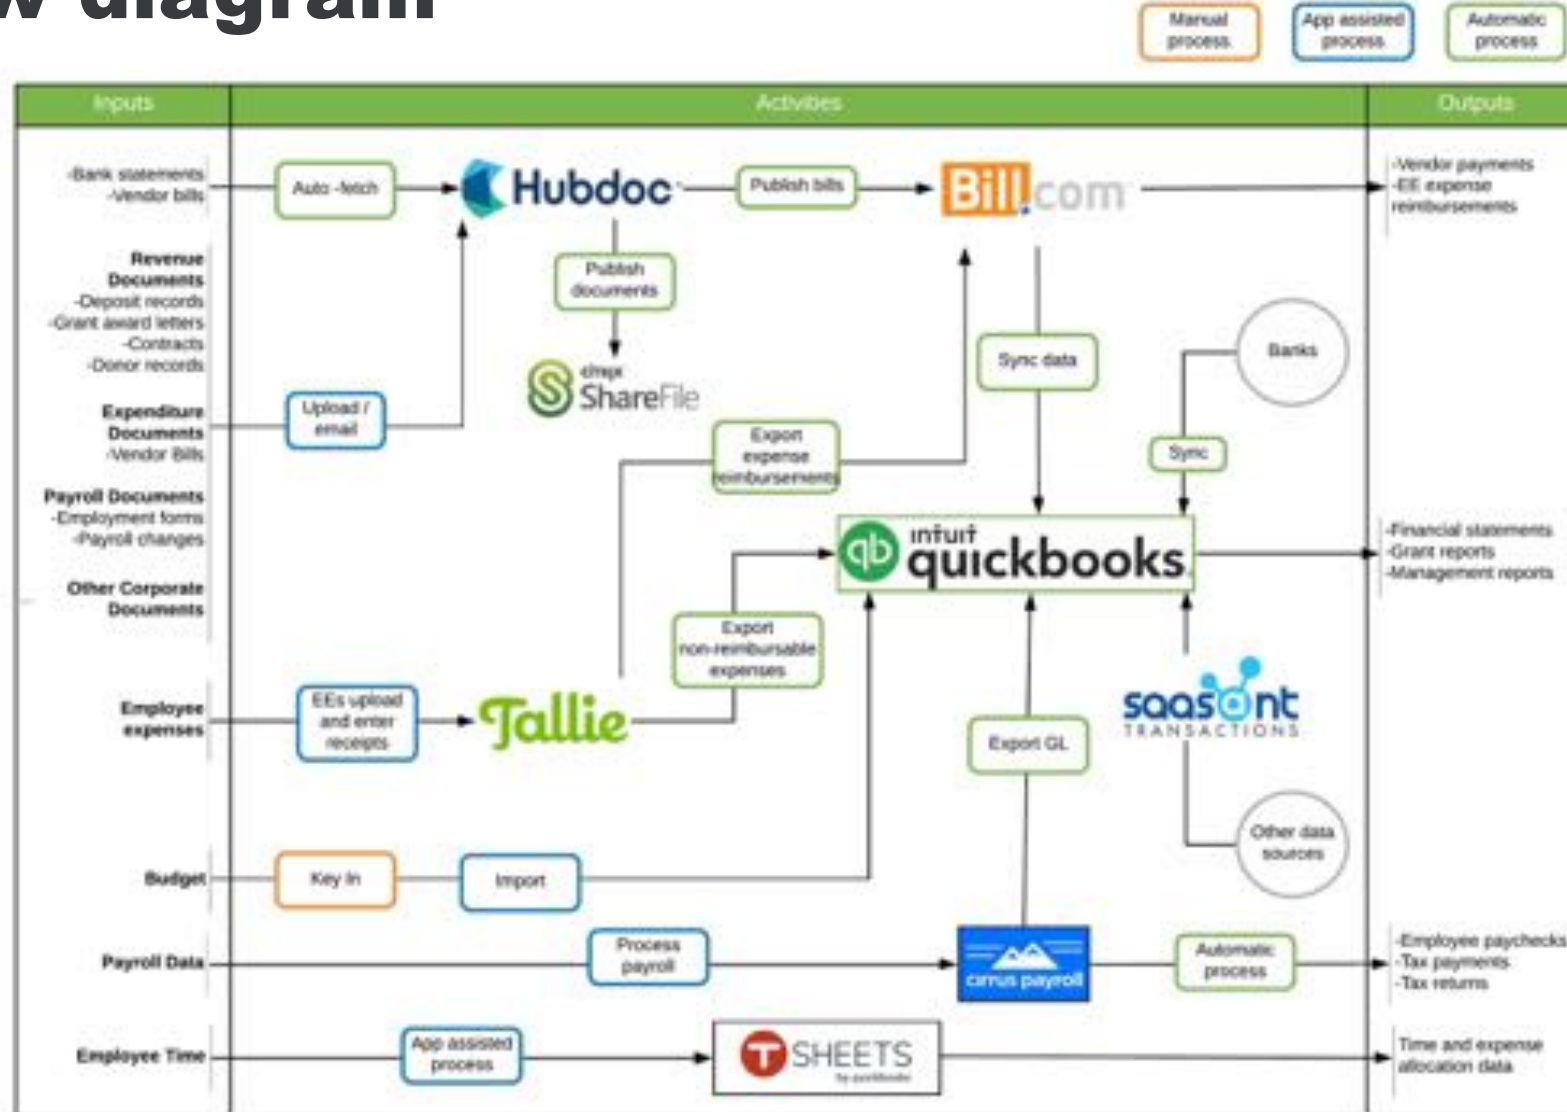 w diagram
Manual
process
App assisted
process
Automatic
process
Inputs
Activities
Outputs
-Bank statements
-Vendor bills
Auto -fetch
Hubdoc
Publish bills
Bill.com
-Vendor payments
-EE expense
reimbursements
Revenue
Documents
-Deposit records
-Grant award letters
-Contracts
-Donor records
Publish
documents
citrix
ShareFile
Sync data
Banks
Sync
Expenditure
Documents
-Vendor Bills
Upload /
email
Export
expense
reimbursements
Payroll Documents
-Employment forms
-Payroll changes
Other Corporate
Documents
qb
intuit
quickbooks.
-Financial statements
-Grant reports
-Management reports
Export
non-reimbursable
expenses
Employee
expenses
EEs upload
and enter
receipts
Tallie
Export GL
saasant
TRANSACTIONS
Other data
sources
Budget
Key In
Import
Payroll Data
Process
payroll
cirrus payroll
Automatic
process
-Employee paychecks
-Tax payments
-Tax returns
Employee Time
App assisted
process
T SHEETS
by quickbooks
Time and expense
allocation data